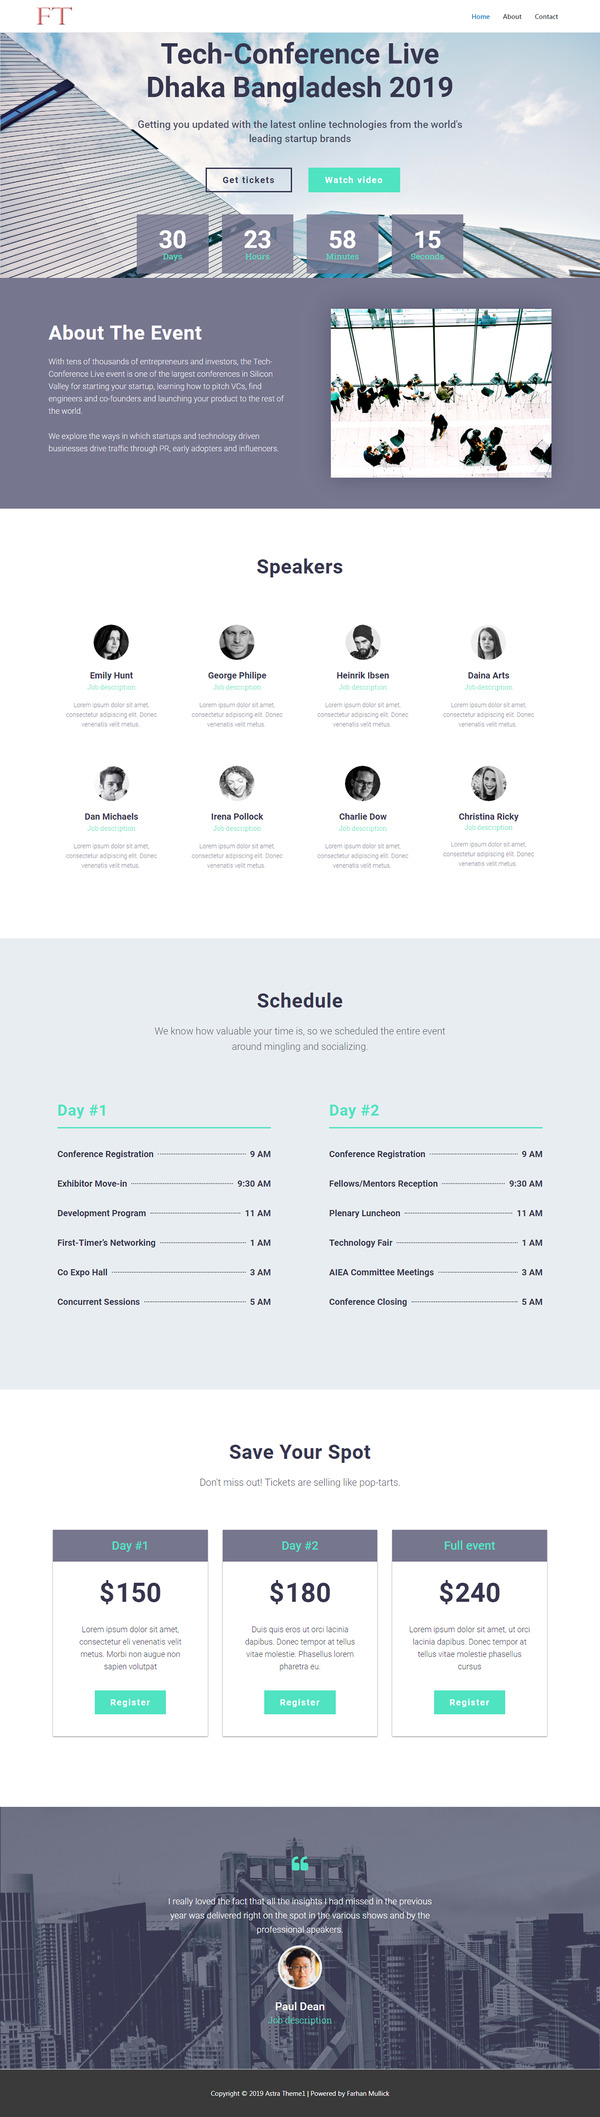 FT
Home About Contact
Tech-Conference Live
Dhaka Bangladesh 2019
Getting you updated with the latest online technologies from the world's
leading startup brands
Get tickets Watch video
30 23 58 15
Days Hours Minutes Seconds
About The Event
With tens of thousands of entrepreneurs and investors, the Tech-
Conference Live event is one of the largest conferences in Silicon
Valley for starting your startup, learning how to pitch VCs, find
engineers and co-founders and launching your product to the rest of
the world.
We explore the ways in which startups and technology driven
businesses drive traffic through PR, early adopters and influencers.
Speakers
Emily Hunt George Philipe Heinrik Ibsen Daina Arts
Job description Job description Job description Job description
Lorem ipsum dolor sit amet, Lorem ipsum dolor sit amet, Lorem ipsum dolor sit amet, Lorem ipsum dolor sit amet,
consectetur adipiscing elit. Donec consectetur adipiscing elit. Donec consectetur adipiscing elit. Donec consectetur adipiscing elit. Donec
venenatis velit metus. venenatis velit metus. venenatis velit metus. venenatis velit metus.
Dan Michaels Irena Pollock Charlie Dow Christina Ricky
Job description Job description Job description Job description
Lorem ipsum dolor sit amet, Lorem ipsum dolor sit amet, Lorem ipsum dolor sit amet, Lorem ipsum dolor sit amet,
consectetur adipiscing elit. Donec consectetur adipiscing elit. Donec consectetur adipiscing elit. Donec consectetur adipiscing elit. Donec
venenatis velit metus. venenatis velit metus. venenatis velit metus. venenatis velit metus.
Schedule
We know how valuable your time is, so we scheduled the entire event
around mingling and socializing.
Day #1
Conference Registration 9 AM
Exhibitor Move-in 9:30 AM
Development Program 11 AM
First-Timer's Networking 1 AM
Co Expo Hall 3 AM
Concurrent Sessions 5 AM
Day #2
Conference Registration 9 AM
Fellows/Mentors Reception 9:30 AM
Plenary Luncheon 11 AM
Technology Fair 1 AM
AIEA Committee Meetings 3 AM
Conference Closing 5 AM
Save Your Spot
Don't miss out! Tickets are selling like pop-tarts.
Day #1
$150
Lorem ipsum dolor sit amet,
consectetur eli venenatis velit
metus. Morbi non augue non
sapien volutpat
Register
Day #2
$180
Duis quis eros ut orci lacinia
dapibus. Donec tempor at tellus
vitae molestie. Phasellus lorem
pharetra eu.
Register
Full event
$240
Lorem ipsum dolor sit amet, ut orci
lacinia dapibus. Donec tempor at
tellus vitae molestie phasellus
cursus
Register
I really loved the fact that all the insights I had missed in the previous
year was delivered right on the spot in the various shows and by the
professional speakers.
Paul Dean
Job description
Copyright © 2019 Astra Theme1 | Powered by Farhan Mullick